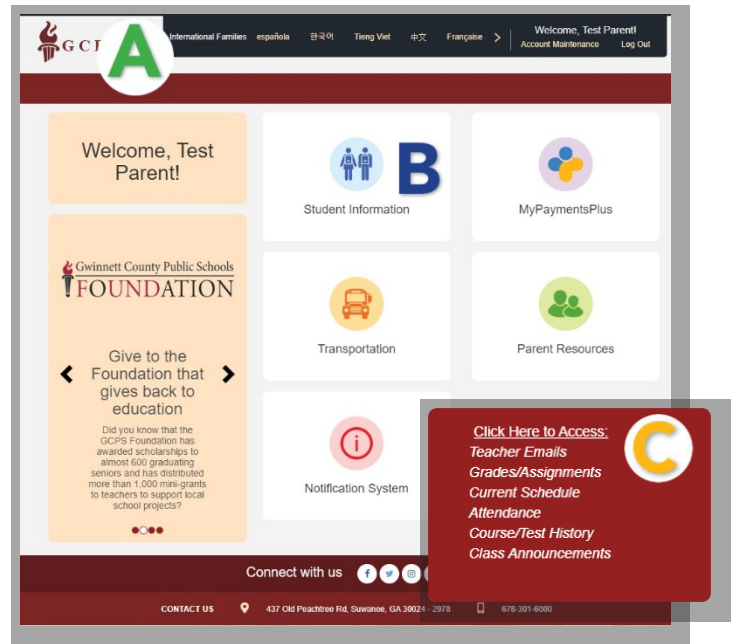 GCP
A
International Families española 한국어 Tieng Viet 中文 Française
Welcome, Test Parent!
Account Maintenance Log Out
Welcome, Test
Parent!
B
Student Information
MyPaymentsPlus
Gwinnett County Public Schools
FOUNDATION
Transportation
Parent Resources
Give to the
Foundation that
gives back to
education
Did you know that the
GCPS Foundation has
awarded scholarships to
almost 600 graduating
seniors and has distributed
more than 1,000 mini-grants
to teachers to support local
school projects?
Notification System
C
Click Here to Access:
Teacher Emails
Grades/Assignments
Current Schedule
Attendance
Course/Test History
Class Announcements
Connect with us
CONTACT US 437 Old Peachtree Rd, Suwanee, GA 30024 - 2978 678-301-6000